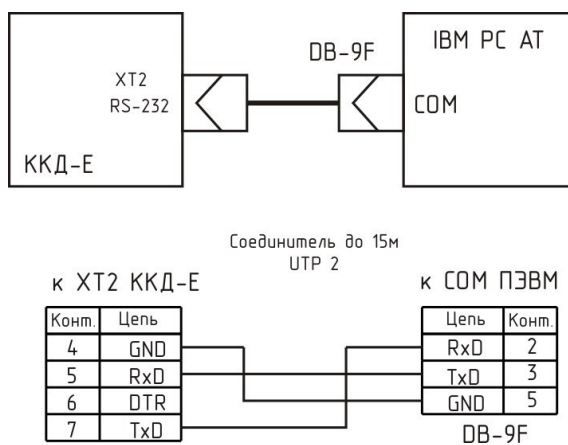 DB-9F
IBM PC AT
XT2
RS-232
COM
ККД-Е
Соединитель до 15м
UTP 2
к XT2 ККД-Е
к COM ПЭВМ
Конт. Цепь
4 GND
5 RxD
6 DTR
7 TxD
Цепь Конт.
RxD 2
TxD 3
GND 5
DB-9F